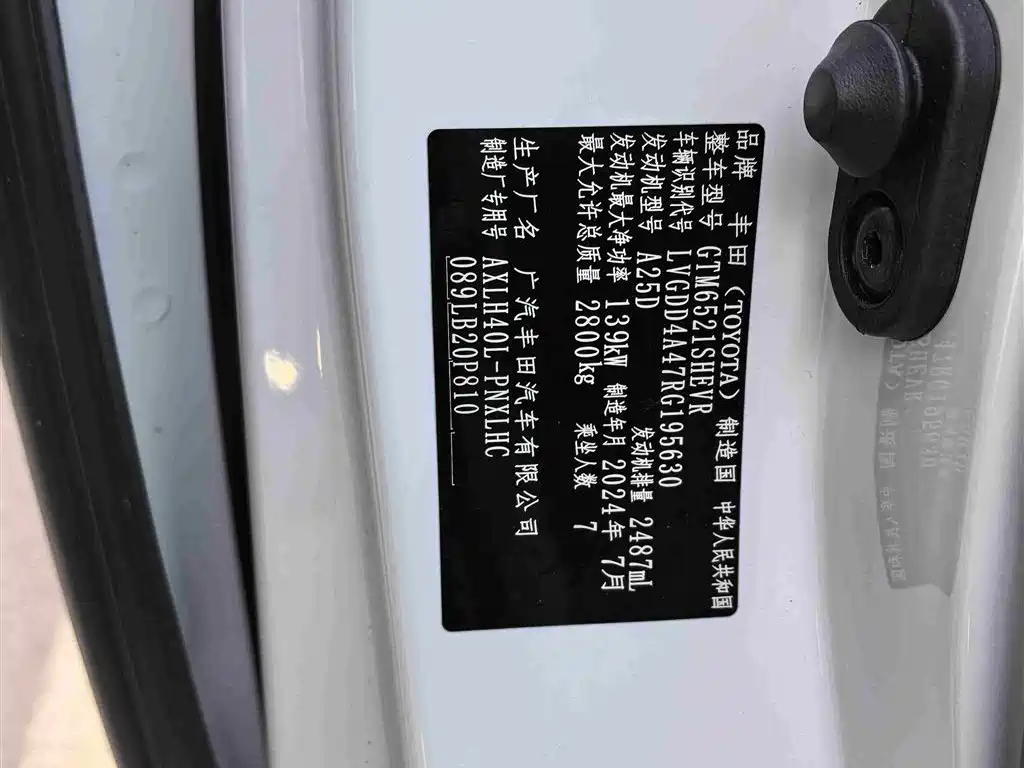 品牌 丰田 (TOYOTA) 制造国 中华人民共和国
整车型号 GTM6521SHEVR
车辆识别代号 LVGDD4A47RG195630
发动机型号 A25D 发动机排量 2487mL
发动机最大净功率 139kW 制造年月 2024年 7月
最大允许总质量 2800kg 乘坐人数 7
生产厂名 广汽丰田汽车有限公司
制造厂专用号 AXLH40L-PNXLHC
089LB20P810